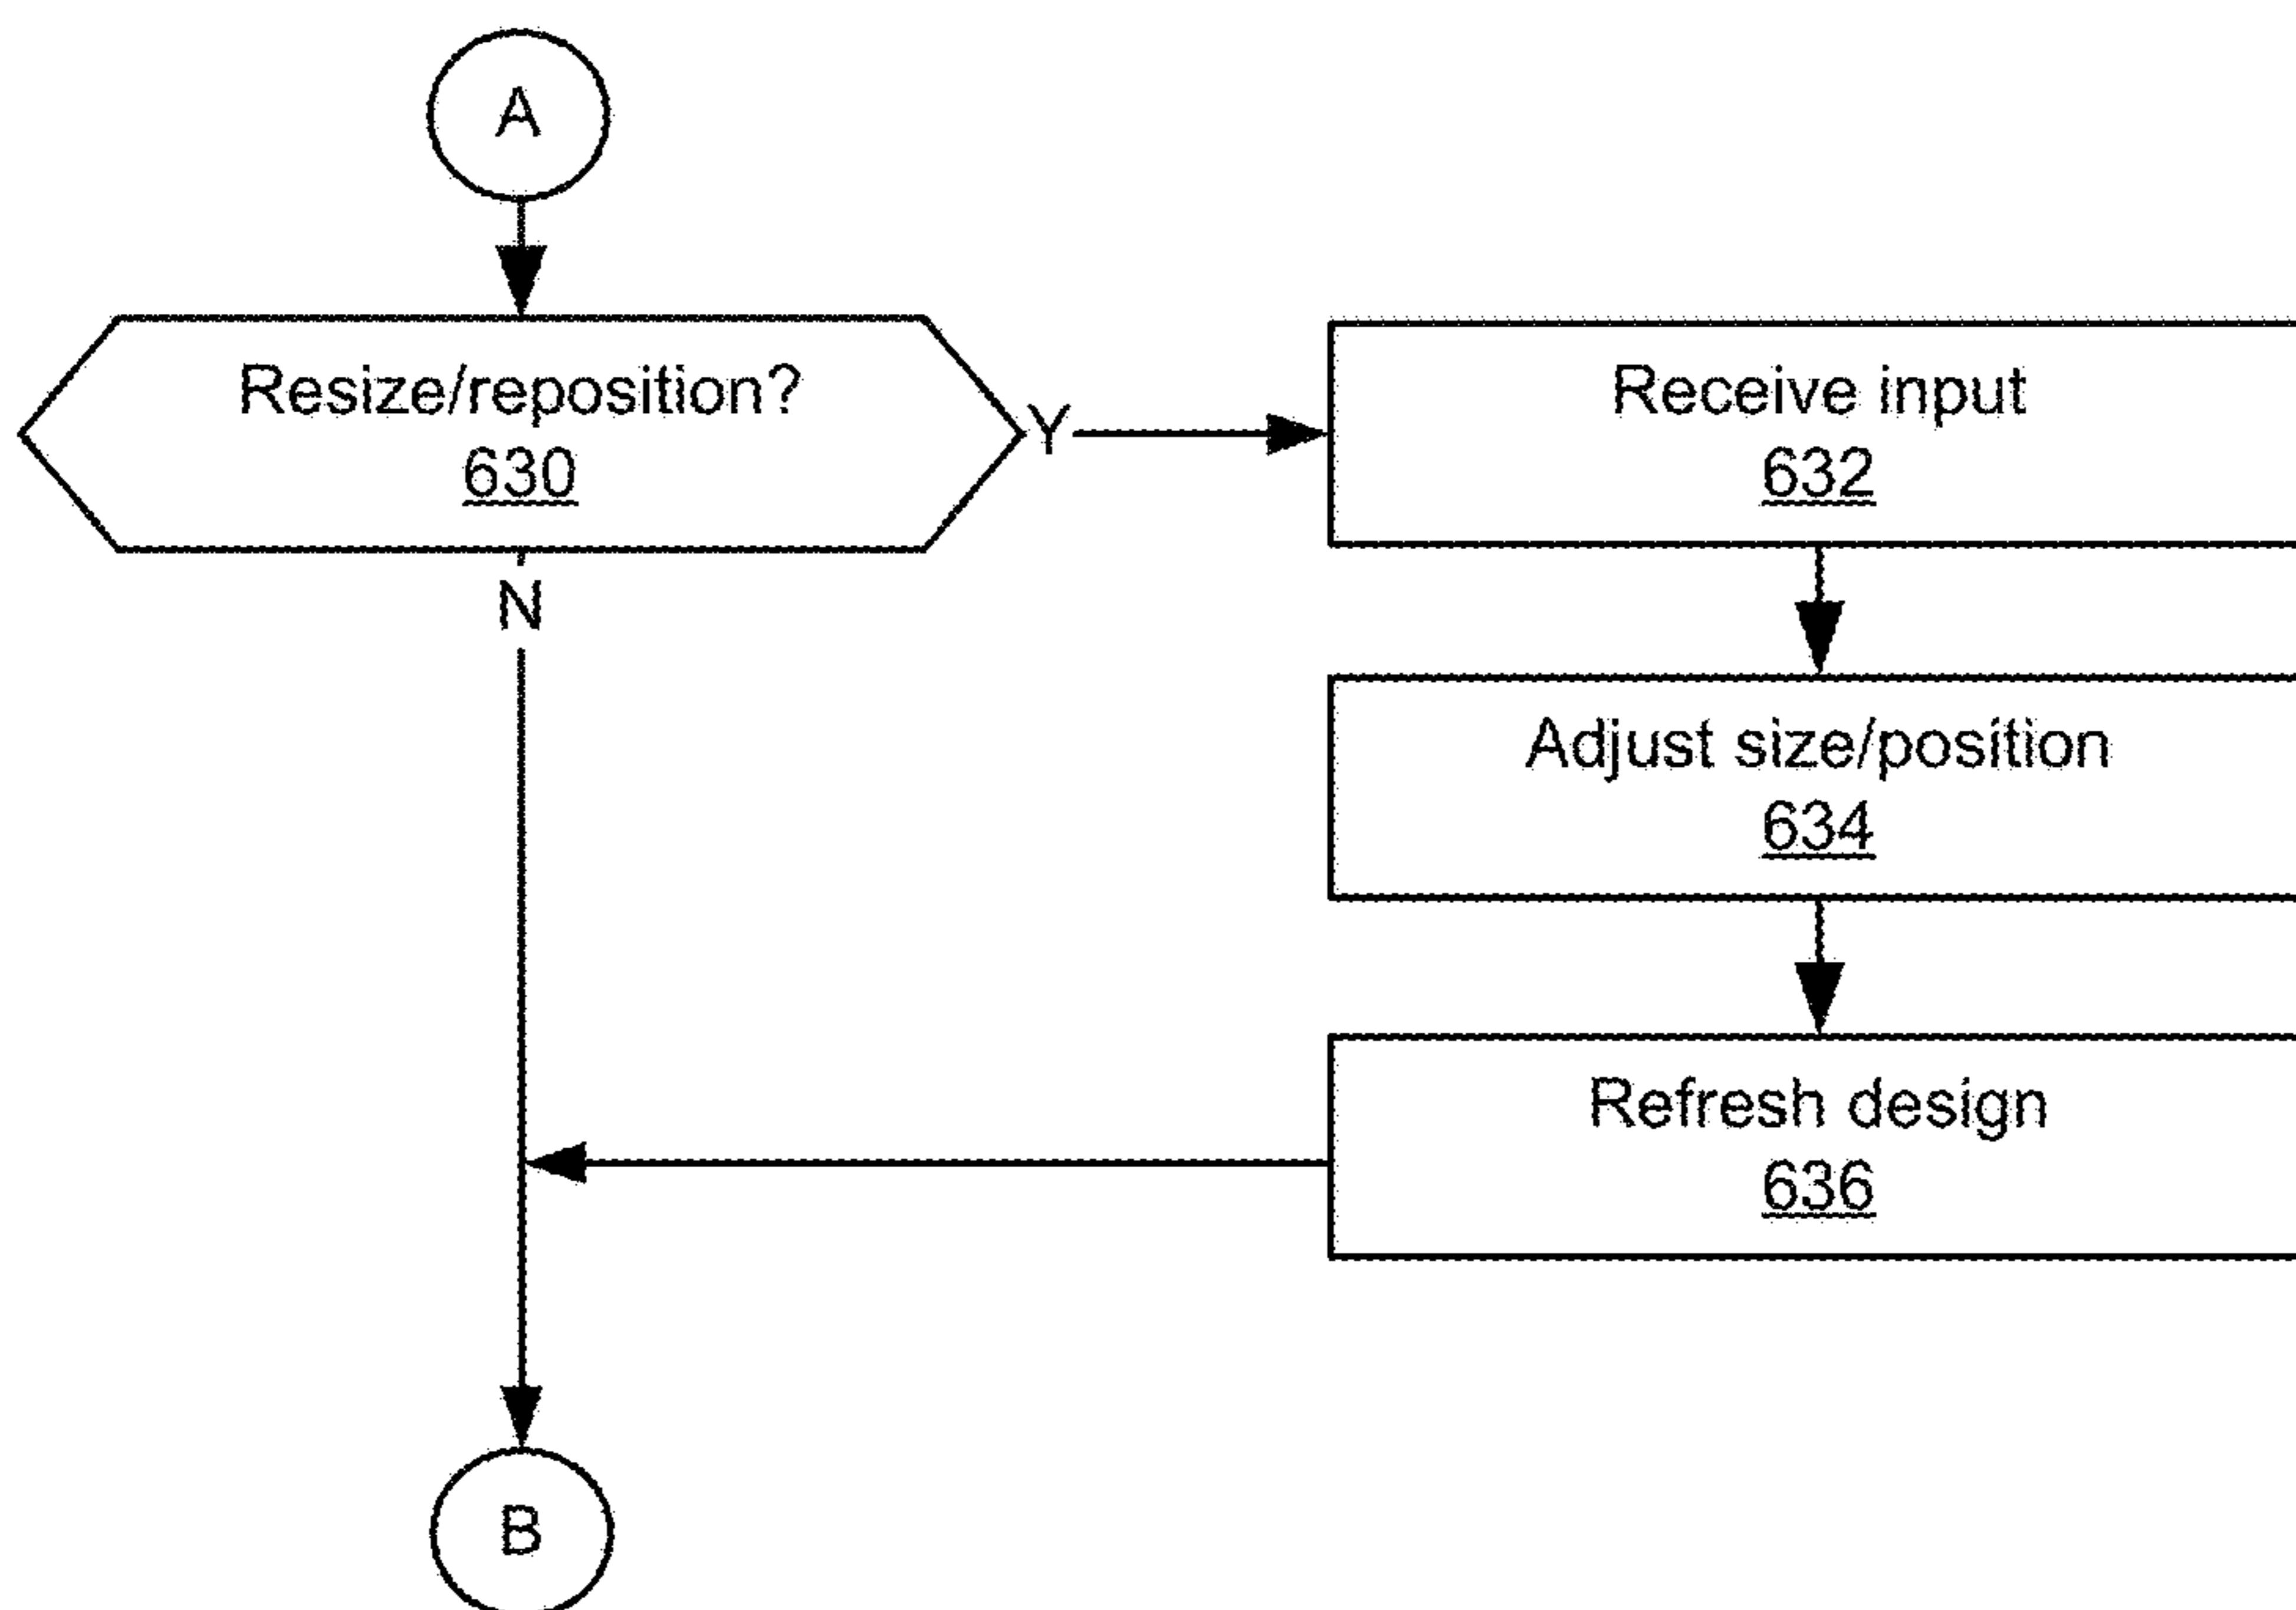 A
Resize/reposition?
630
Y
Receive input
632
N
Adjust size/position
634
Refresh design
636
B